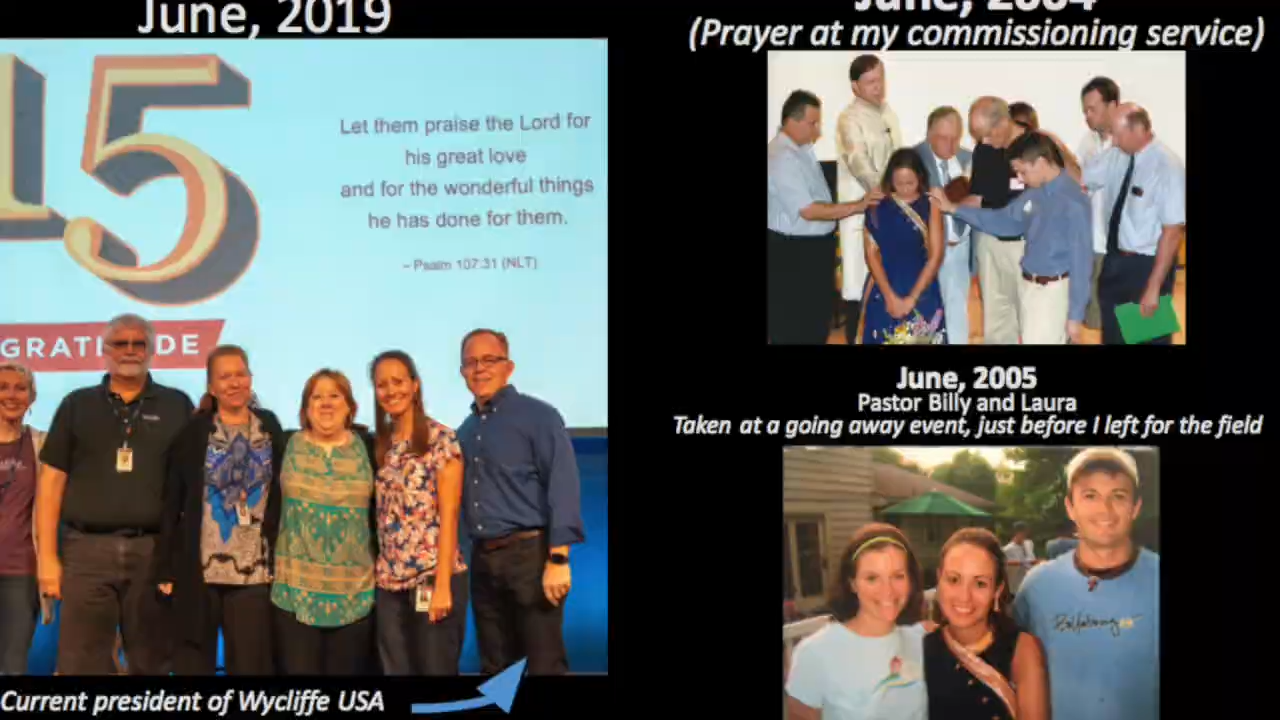 June, 2019
15
Let them praise the Lord for
his great love
and for the wonderful things
he has done for them.
– Psalm 107:31 (NLT)
Current president of Wycliffe USA
June, 2004
(Prayer at my commissioning service)
June, 2005
Pastor Billy and Laura
Taken at a going away event, just before I left for the field